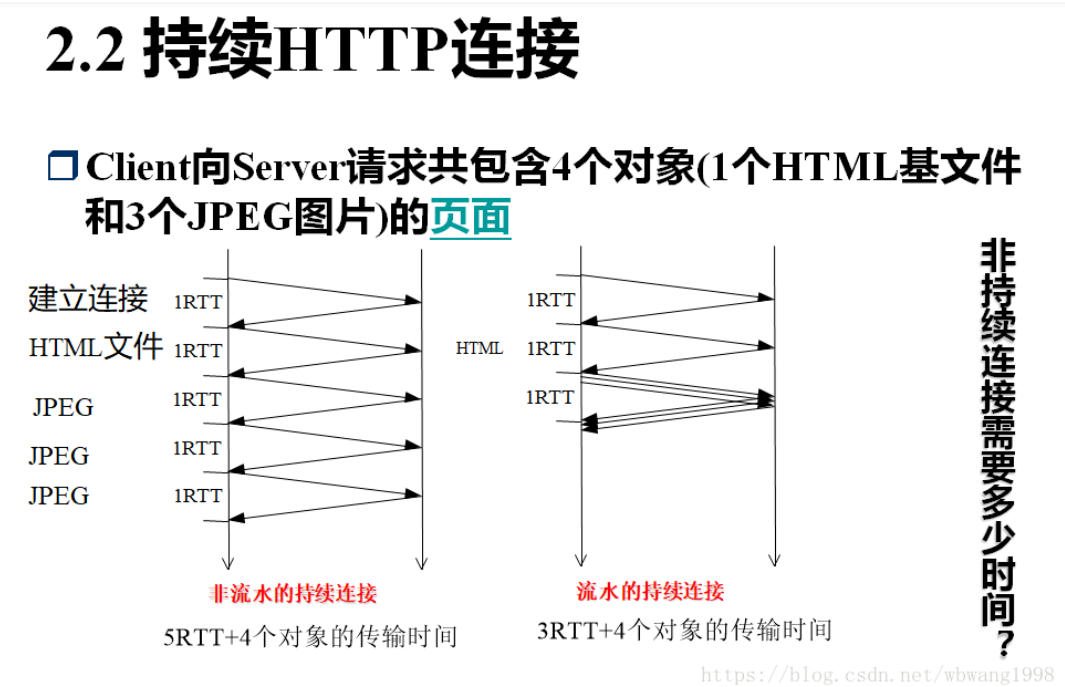 2.2 持续HTTP连接
Client向Server请求共包含4个对象(1个HTML基文件
和3个JPEG图片)的页面
建立连接 1RTT
HTML文件 1RTT
JPEG 1RTT
JPEG 1RTT
JPEG 1RTT
非流水的持续连接
5RTT+4个对象的传输时间
1RTT
HTML 1RTT
1RTT
流水的持续连接
3RTT+4个对象的传输时间
非持续连接需要多少时间？
https://blog.csdn.net/wbwang1998